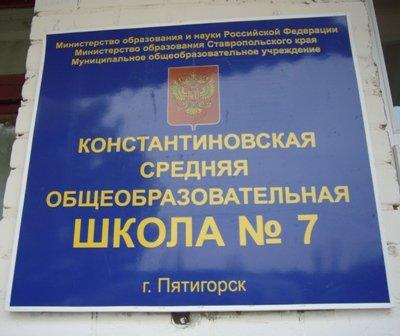 Министерство образования и науки Российской Федерации
Министерство образования Ставропольского края
Муниципальное общеобразовательное учреждение
КОНСТАНТИНОВСКАЯ
СРЕДНЯЯ
ОБЩЕОБРАЗОВАТЕЛЬНАЯ
ШКОЛА № 7
г. Пятигорск